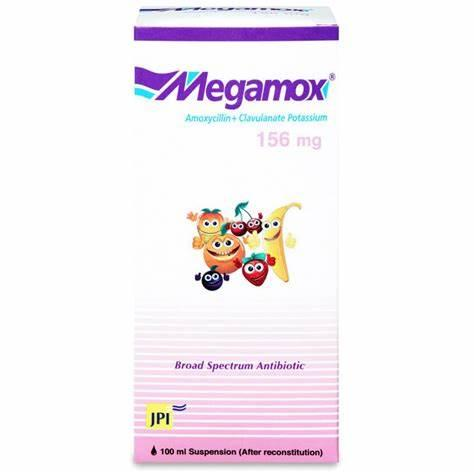 Megamox®
Amoxycillin + Clavulanate Potassium
156 mg
Broad Spectrum Antibiotic
JPI
100 ml Suspension (After reconstitution)